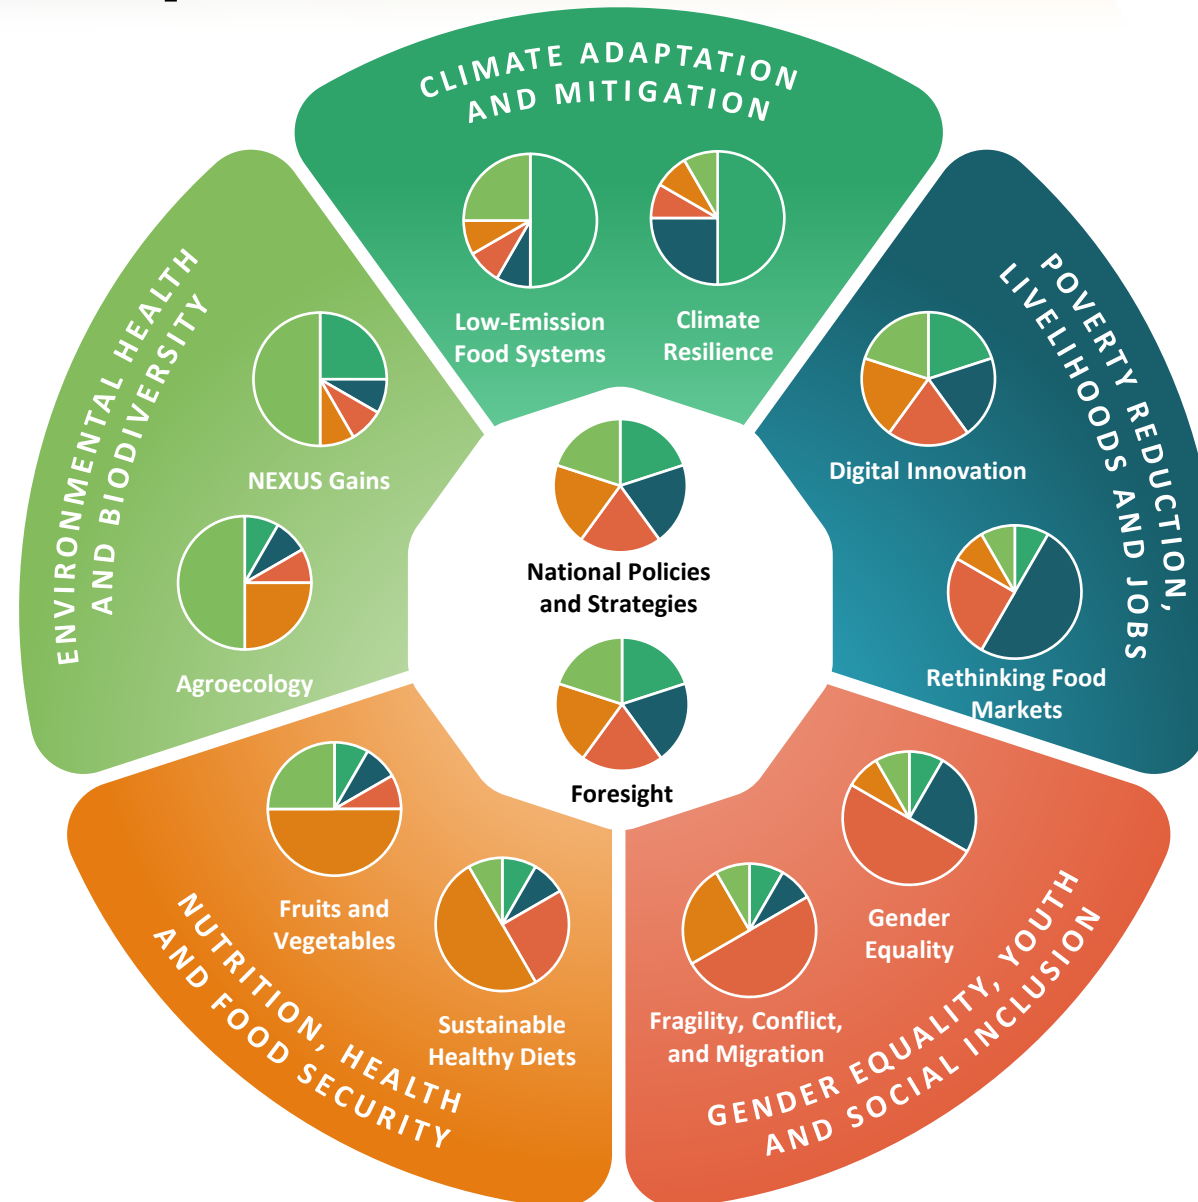 CLIMATE ADAPTATION
AND MITIGATION
Low-Emission
Food Systems
Climate
Resilience
POVERTY REDUCTION,
LIVELIHOODS AND JOBS
Digital Innovation
Rethinking Food
Markets
GENDER EQUALITY, YOUTH
AND SOCIAL INCLUSION
Gender
Equality
Fragility, Conflict,
and Migration
NUTRITION, HEALTH
AND FOOD SECURITY
Fruits and
Vegetables
Sustainable
Healthy Diets
ENVIRONMENTAL HEALTH
AND BIODIVERSITY
NEXUS Gains
Agroecology
National Policies
and Strategies
Foresight